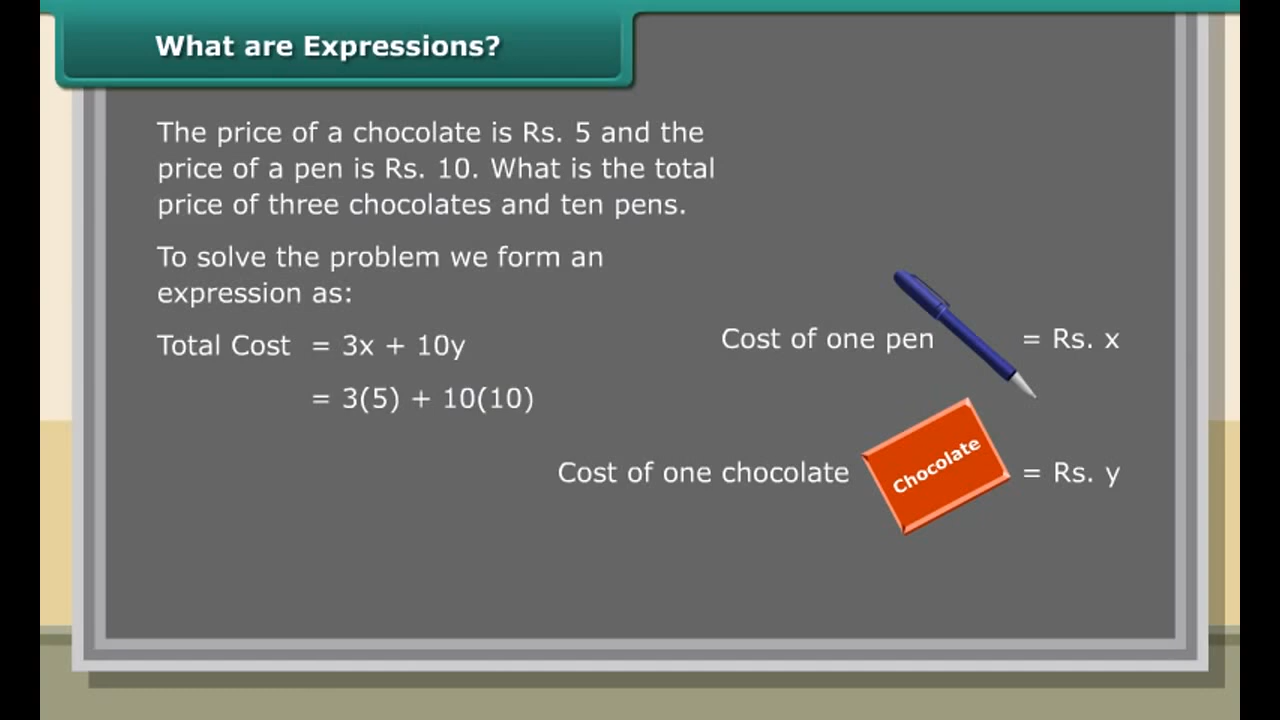 What are Expressions?
The price of a chocolate is Rs. 5 and the
price of a pen is Rs. 10. What is the total
price of three chocolates and ten pens.
To solve the problem we form an
expression as:
Total Cost = 3x + 10y
= 3(5) + 10(10)
Cost of one pen = Rs. x
Cost of one chocolate = Rs. y
Chocolate